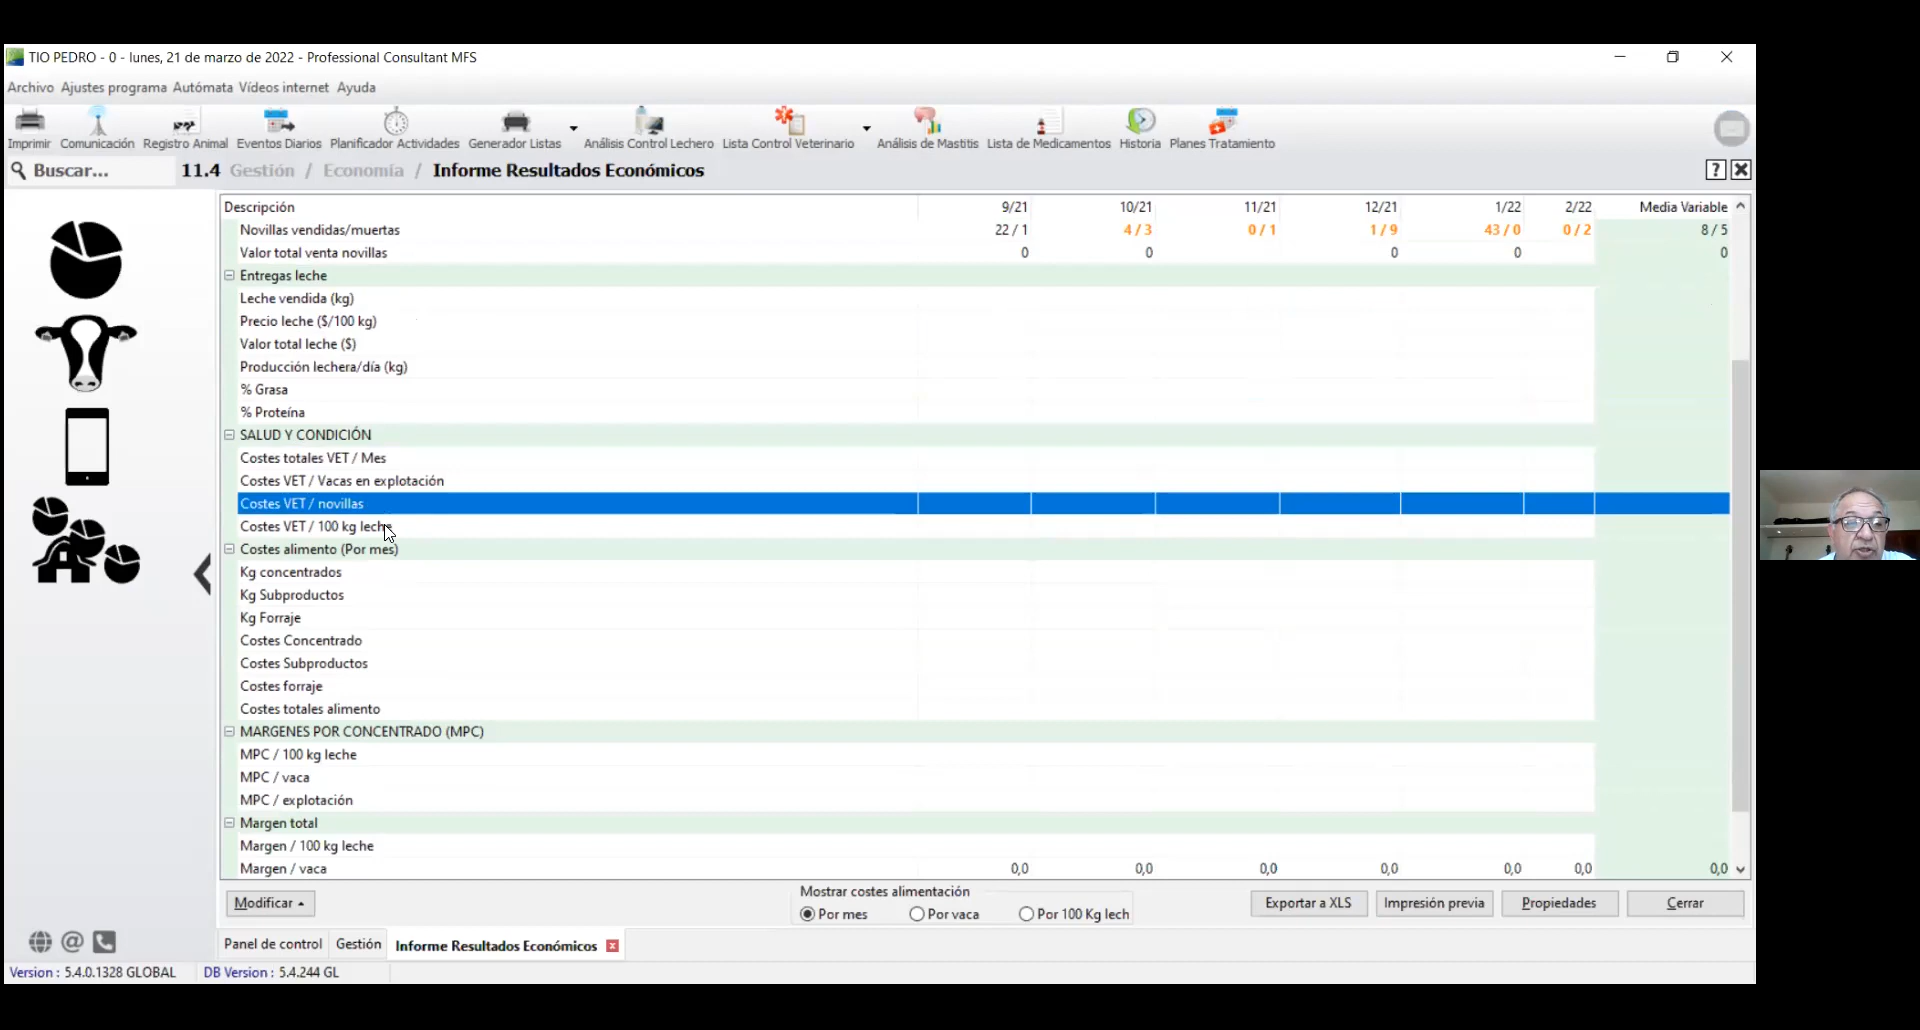 TIO PEDRO - 0 - lunes, 21 de marzo de 2022 - Professional Consultant MFS
Archivo Ajustes programa Autómata Vídeos internet Ayuda
Imprimir Comunicación Registro Animal Eventos Diarios Planificador Actividades Generador Listas Análisis Control Lechero Lista Control Veterinario Análisis de Mastitis Lista de Medicamentos Historia Planes Tratamiento
Buscar... 11.4 Gestión / Economía / Informe Resultados Económicos ?
Descripción 9/21 10/21 11/21 12/21 1/22 2/22 Media Variable
Novillas vendidas/muertas 22 / 1 4 / 3 0 / 1 1 / 9 43 / 0 0 / 2 8 / 5
Valor total venta novillas 0 0 0 0 0
Entregas leche
Leche vendida (kg)
Precio leche ($/100 kg)
Valor total leche ($)
Producción lechera/día (kg)
% Grasa
% Proteína
SALUD Y CONDICIÓN
Costes totales VET / Mes
Costes VET / Vacas en explotación
Costes VET / novillas
Costes VET / 100 kg leche
Costes alimento (Por mes)
Kg concentrados
Kg Subproductos
Kg Forraje
Costes Concentrado
Costes Subproductos
Costes forraje
Costes totales alimento
MARGENES POR CONCENTRADO (MPC)
MPC / 100 kg leche
MPC / vaca
MPC / explotación
Margen total
Margen / 100 kg leche
Margen / vaca 0,0 0,0 0,0 0,0 0,0 0,0 0,0
Modificar Mostrar costes alimentación Exportar a XLS Impresión previa Propiedades Cerrar
Por mes Por vaca Por 100 Kg lech
Panel de control Gestión Informe Resultados Económicos
Version : 5.4.0.1328 GLOBAL DB Version : 5.4.244 GL